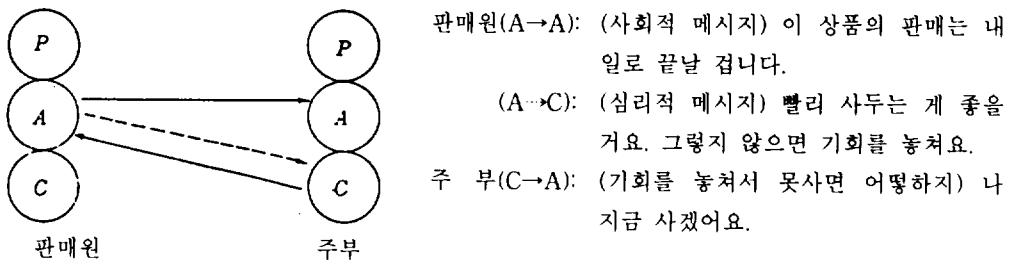 P P
A A
C C
판매원 주부
판매원(A→A): (사회적 메시지) 이 상품의 판매는 내
일로 끝날 겁니다.
(A⇢C): (심리적 메시지) 빨리 사두는 게 좋을
거요. 그렇지 않으면 기회를 놓쳐요.
주 부(C→A): (기회를 놓쳐서 못사면 어떻하지) 나
지금 사겠어요.